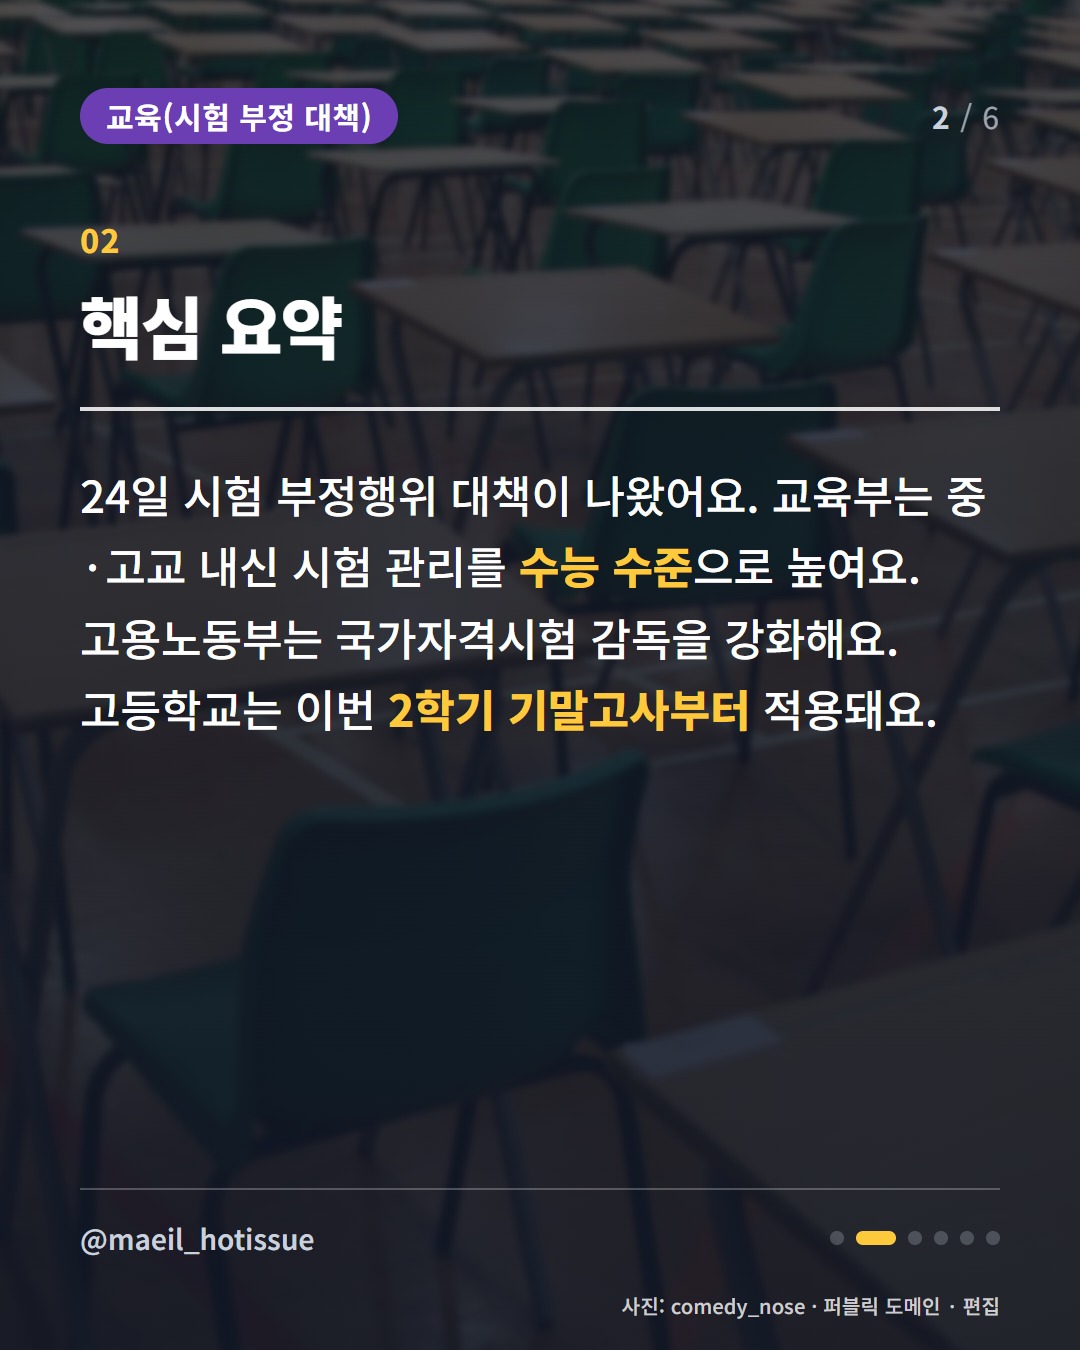 교육(시험 부정 대책)
2 / 6
02
핵심 요약
24일 시험 부정행위 대책이 나왔어요. 교육부는 중
·고교 내신 시험 관리를 수능 수준으로 높여요.
고용노동부는 국가자격시험 감독을 강화해요.
고등학교는 이번 2학기 기말고사부터 적용돼요.
@maeil_hotissue
사진: comedy_nose · 퍼블릭 도메인 · 편집